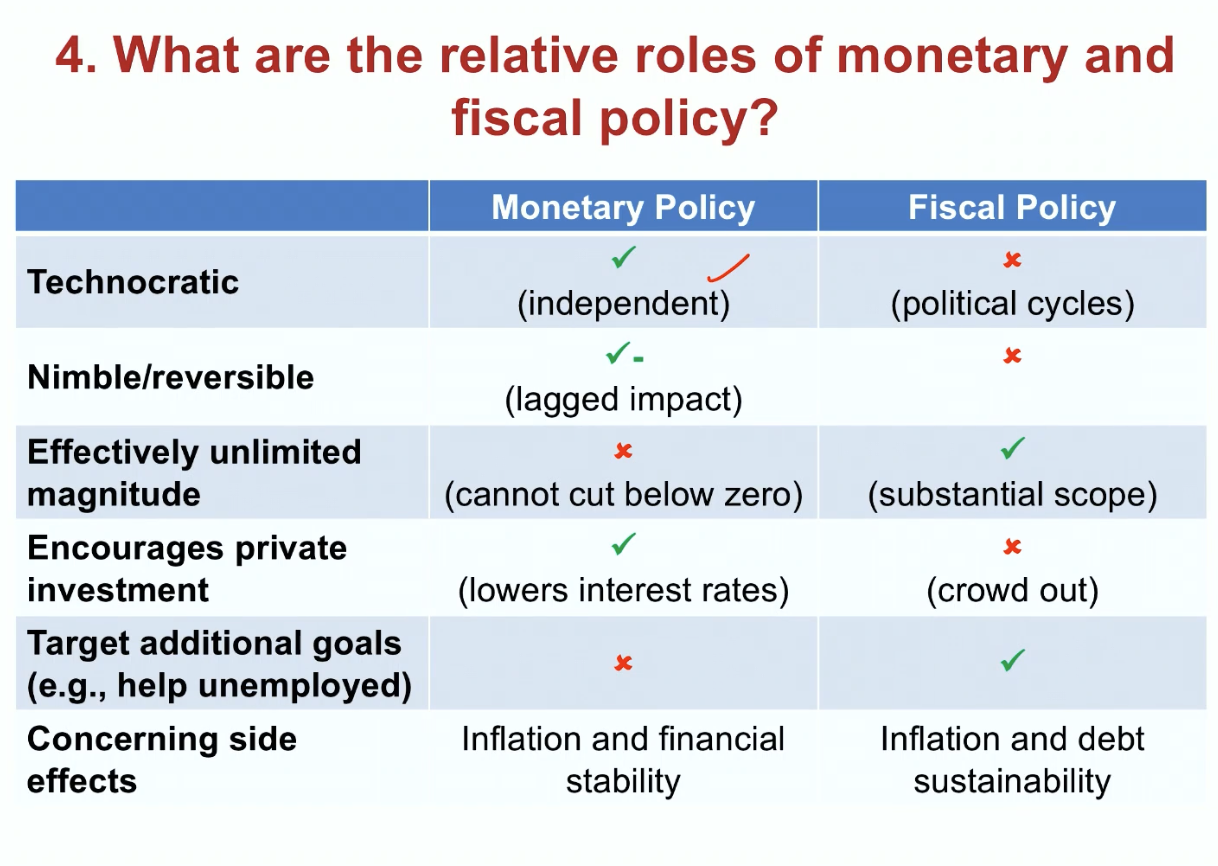 4. What are the relative roles of monetary and
fiscal policy?
Monetary Policy
Fiscal Policy
Technocratic
✓
(independent)
✘
(political cycles)
Nimble/reversible
✓-
(lagged impact)
✘
Effectively unlimited
magnitude
✘
(cannot cut below zero)
✓
(substantial scope)
Encourages private
investment
✓
(lowers interest rates)
✘
(crowd out)
Target additional goals
(e.g., help unemployed)
✘
✓
Concerning side
effects
Inflation and financial
stability
Inflation and debt
sustainability